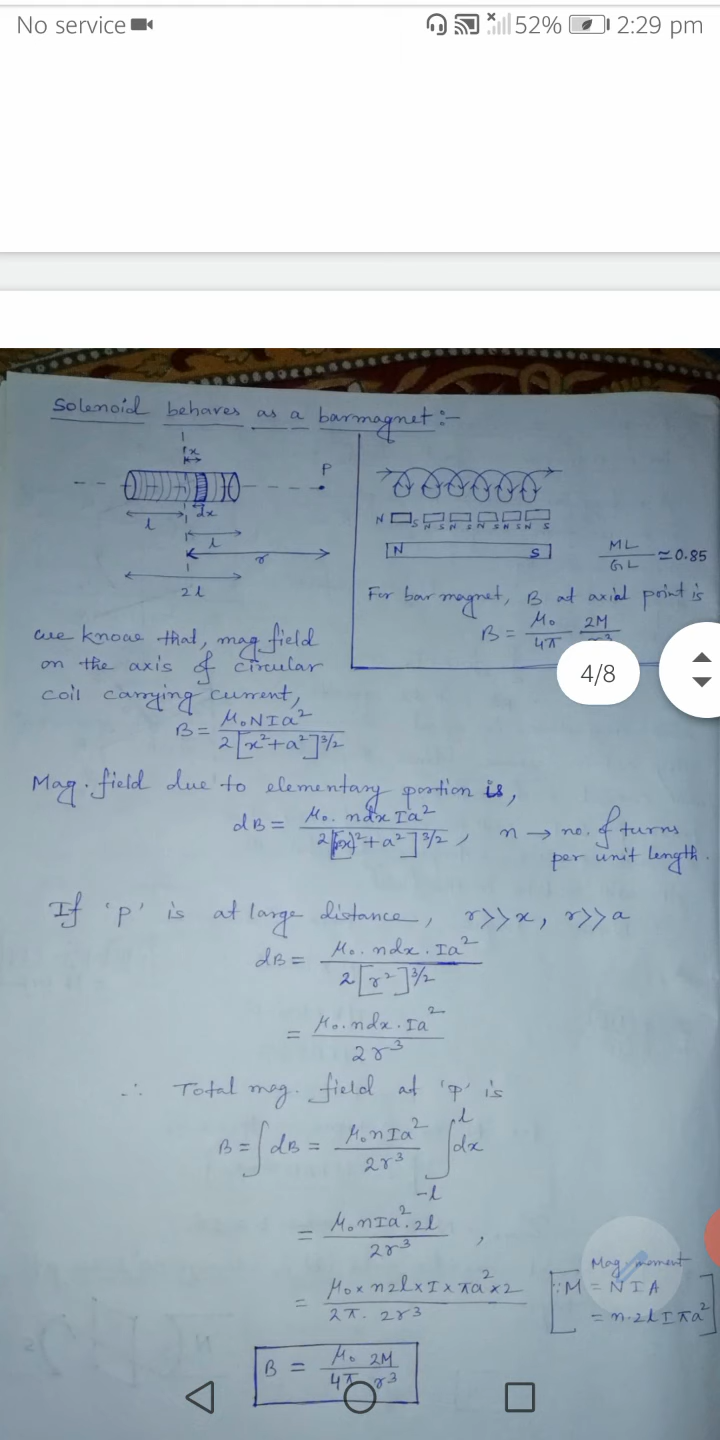 No service 52% 2:29 pm
Solenoid behaves as a barmagnet :-
x
P
l
dx
l
r
2l
N S N S N S N S N S N S
N S
ML/GL ≃ 0.85
For bar magnet, B at axial point is
B = μ₀/4π 2M/r³
4/8
we know that, mag. field
on the axis of circular
coil carrying current,
B = μ₀NIa²/2[x²+a²]^3/2
Mag. field due to elementary portion is,
dB = μ₀. ndx Ia²/2[(r-x)²+a²]^3/2 , n → no. of turns
per unit length.
If 'p' is at large distance, r>>x, r>>a
dB = μ₀. ndx. Ia²/2[r²]^3/2
= μ₀. ndx. Ia²/2r³
∴ Total mag. field at 'p' is
B = ∫dB = μ₀nIa²/2r³ ∫_{-l}^{l} dx
= μ₀nIa². 2l/2r³ ,
= μ₀ x n2l x I x πa² x 2/2π. 2r³
[∵ Mag. moment
M = N I A
= n. 2l I πa²]
B = μ₀/4π 2M/r³